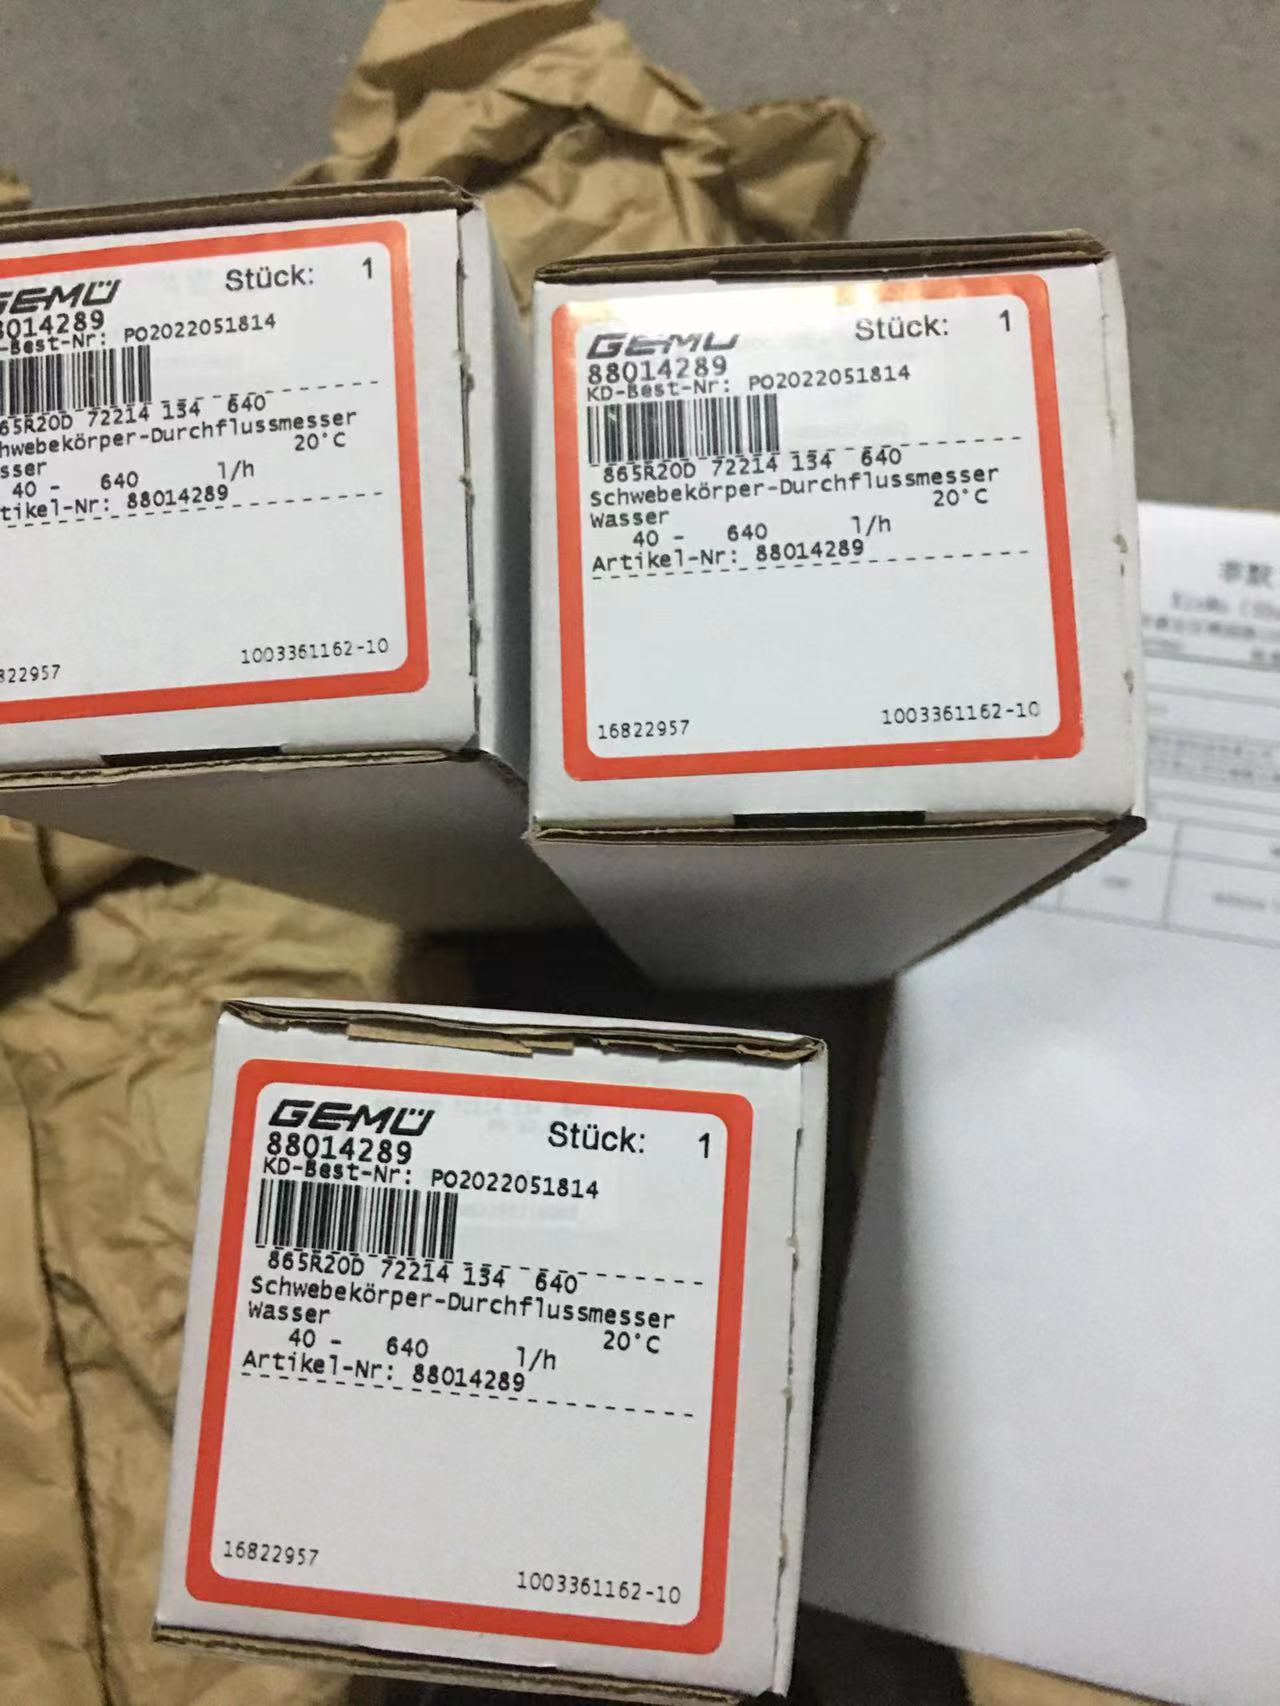 GEMÜ Stück: 1
014289
-Best-Nr: PO2022051814
65R20D 72214 134 640
hwebekörper-Durchflussmesser
sser 20°C
40 - 640 l/h
tikel-Nr: 88014289
822957 1003361162-10
GEMÜ Stück: 1
88014289
KD-Best-Nr: PO2022051814
865R20D 72214 134 640
Schwebekörper-Durchflussmesser
Wasser 20°C
40 - 640 l/h
Artikel-Nr: 88014289
16822957 1003361162-10
GEMÜ Stück: 1
88014289
KD-Best-Nr: PO2022051814
865R20D 72214 134 640
Schwebekörper-Durchflussmesser
Wasser 20°C
40 - 640 l/h
Artikel-Nr: 88014289
16822957 1003361162-10